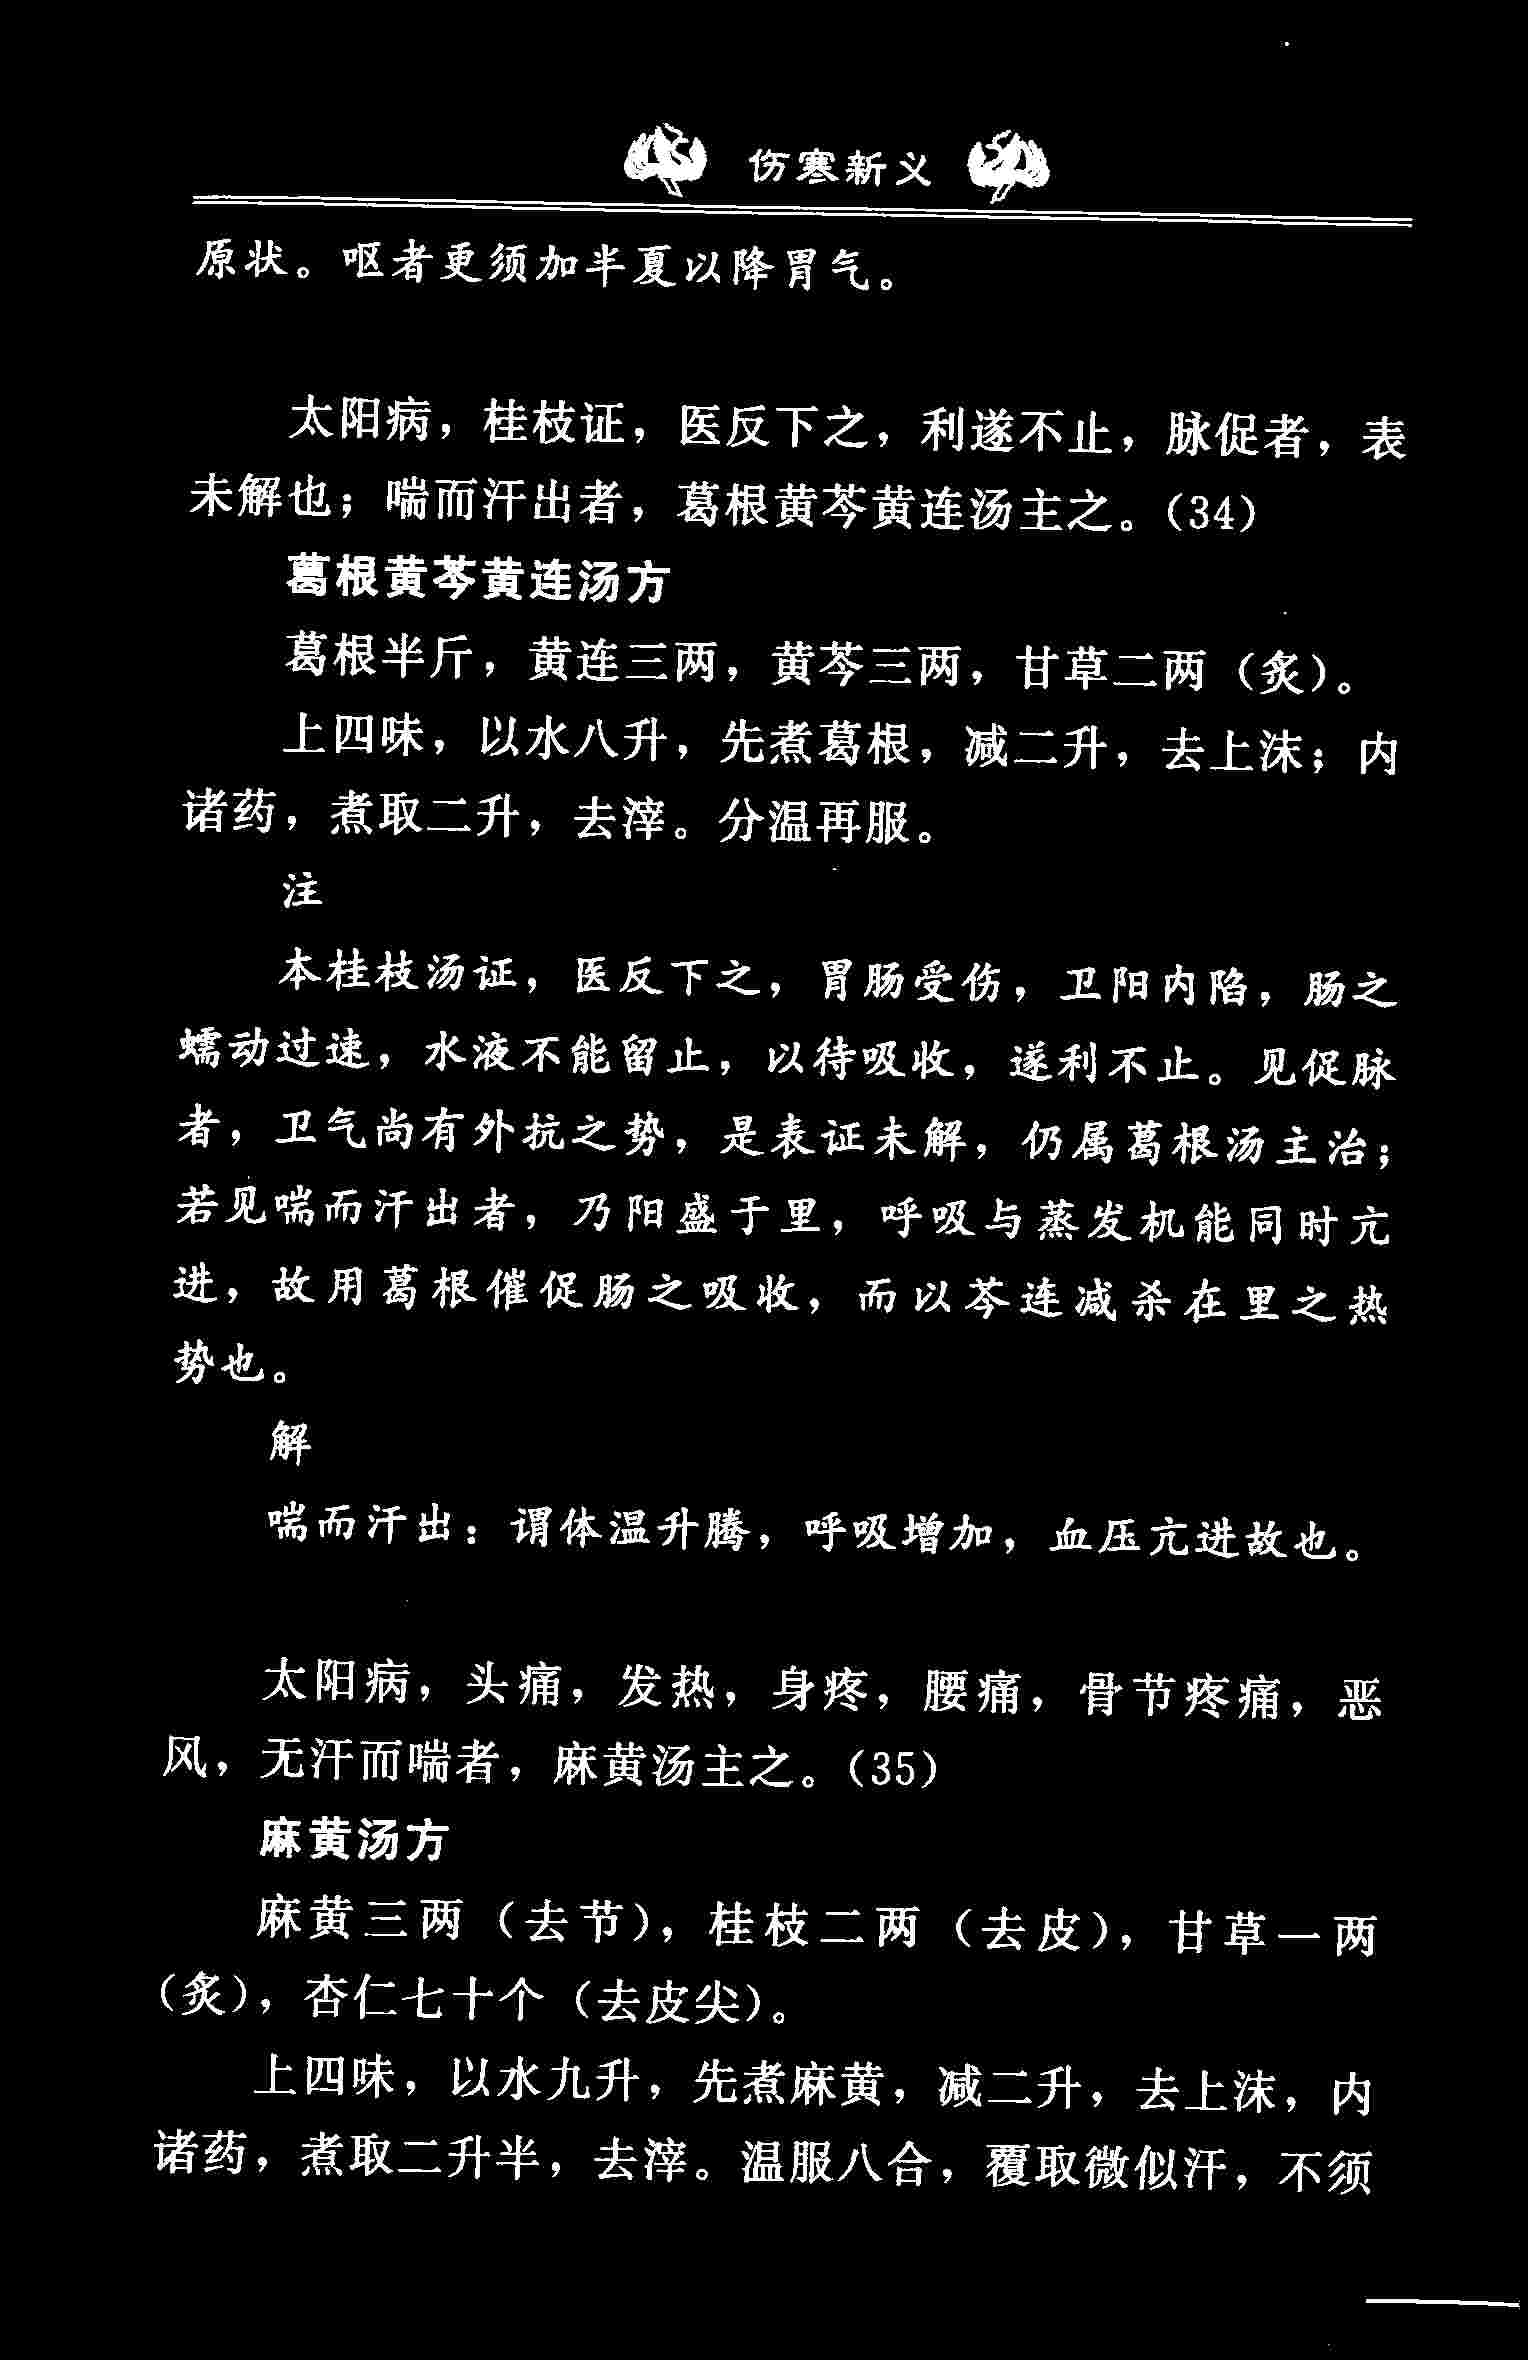 伤寒新义
原状。呕者更须加半夏以降胃气。
太阳病，桂枝证，医反下之，利遂不止，脉促者，表
未解也；喘而汗出者，葛根黄芩黄连汤主之。（34）
葛根黄芩黄连汤方
葛根半斤，黄连三两，黄芩三两，甘草二两（炙）。
上四味，以水八升，先煮葛根，减二升，去上沫；内
诸药，煮取二升，去滓。分温再服。
注
本桂枝汤证，医反下之，胃肠受伤，卫阳内陷，肠之
蠕动过速，水液不能留止，以待吸收，遂利不止。见促脉
者，卫气尚有外抗之势，是表证未解，仍属葛根汤主治；
若见喘而汗出者，乃阳盛于里，呼吸与蒸发机能同时亢
进，故用葛根催促肠之吸收，而以芩连减杀在里之热
势也。
解
喘而汗出：谓体温升腾，呼吸增加，血压亢进故也。
太阳病，头痛，发热，身疼，腰痛，骨节疼痛，恶
风，无汗而喘者，麻黄汤主之。（35）
麻黄汤方
麻黄三两（去节），桂枝二两（去皮），甘草一两
（炙），杏仁七十个（去皮尖）。
上四味，以水九升，先煮麻黄，减二升，去上沫，内
诸药，煮取二升半，去滓。温服八合，覆取微似汗，不须